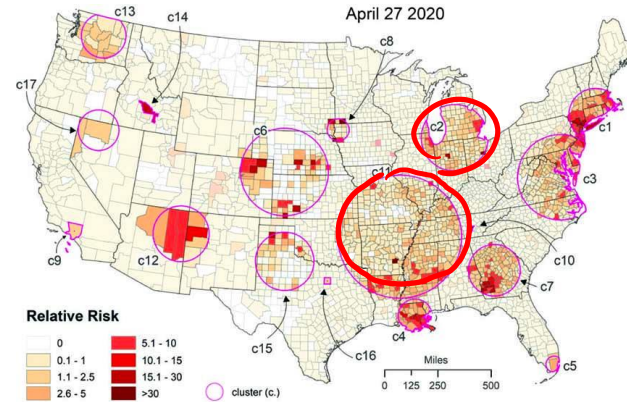 April 27 2020
c13
c14
c8
c17
c6
c2
c1
c11
c3
c9
c12
c10
c7
c4
c15
c16
c5
Relative Risk
0
0.1 - 1
1.1 - 2.5
2.6 - 5
5.1 - 10
10.1 - 15
15.1 - 30
>30
cluster (c.)
Miles
0 125 250 500